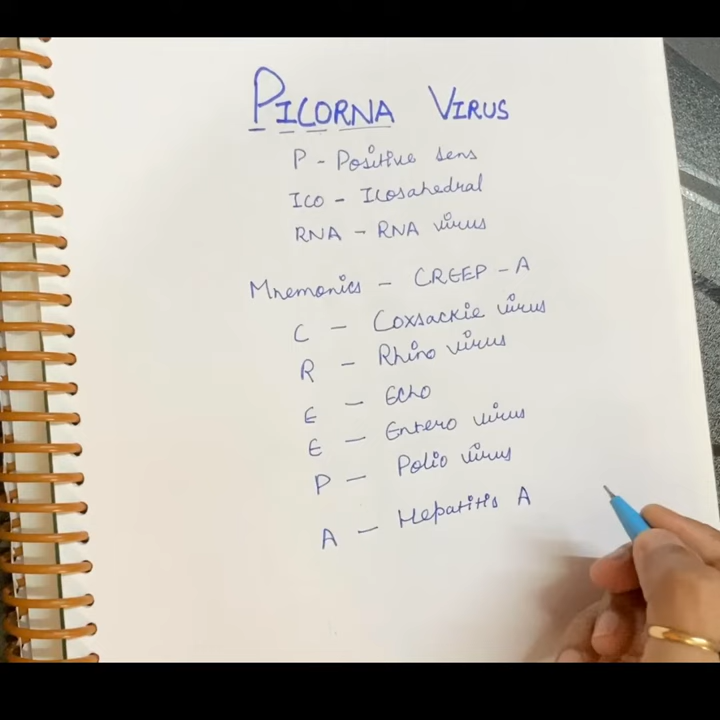 PICORNA VIRUS
P - Positive sens
ICO - Icosahedral
RNA - RNA virus
Mnemonics - CREEP - A
C - Coxsackie virus
R - Rhino virus
E - Echo
E - Entero virus
P - Polio virus
A - Hepatitis A